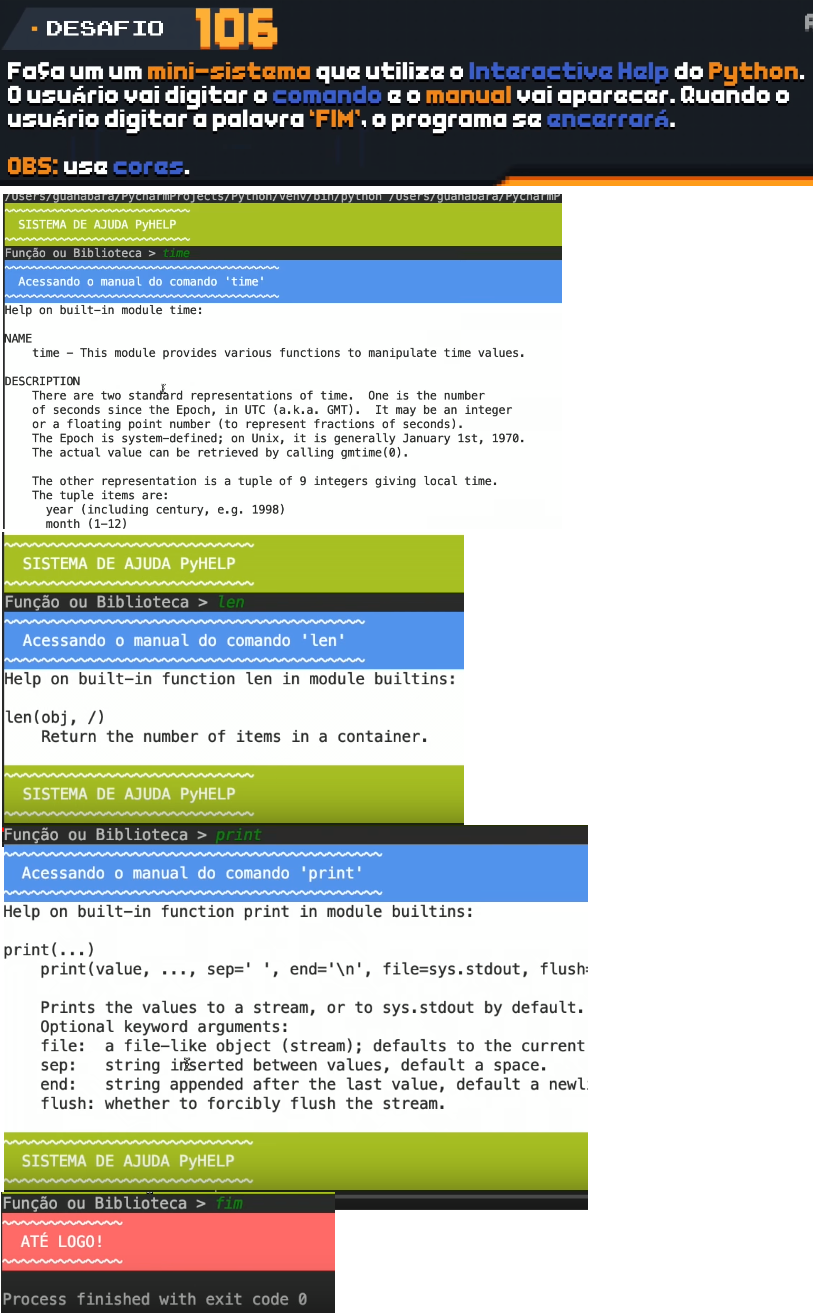 DESAFIO 106
Faça um um mini-sistema que utilize o Interactive Help do Python.
O usuário vai digitar o comando e o manual vai aparecer. Quando o
usuário digitar a palavra 'FIM', o programa se encerrará.
OBS: use cores.
/Users/guanabara/PycharmProjects/Python/venv/bin/python /Users/guanabara/PycharmP
~~~~~~~~~~~~~~~~~~~~~~~~~~~
SISTEMA DE AJUDA PyHELP
~~~~~~~~~~~~~~~~~~~~~~~~~~~
Função ou Biblioteca > time
~~~~~~~~~~~~~~~~~~~~~~~~~~~~~~~~~~~~~~~~
Acessando o manual do comando 'time'
~~~~~~~~~~~~~~~~~~~~~~~~~~~~~~~~~~~~~~~~
Help on built-in module time:
NAME
time - This module provides various functions to manipulate time values.
DESCRIPTION
There are two standard representations of time.  One is the number
of seconds since the Epoch, in UTC (a.k.a. GMT).  It may be an integer
or a floating point number (to represent fractions of seconds).
The Epoch is system-defined; on Unix, it is generally January 1st, 1970.
The actual value can be retrieved by calling gmtime(0).
The other representation is a tuple of 9 integers giving local time.
The tuple items are:
year (including century, e.g. 1998)
month (1-12)
~~~~~~~~~~~~~~~~~~~~~~~~~~~
SISTEMA DE AJUDA PyHELP
~~~~~~~~~~~~~~~~~~~~~~~~~~~
Função ou Biblioteca > len
~~~~~~~~~~~~~~~~~~~~~~~~~~~~~~~~~~~~~~~
Acessando o manual do comando 'len'
~~~~~~~~~~~~~~~~~~~~~~~~~~~~~~~~~~~~~~~
Help on built-in function len in module builtins:
len(obj, /)
Return the number of items in a container.
~~~~~~~~~~~~~~~~~~~~~~~~~~~
SISTEMA DE AJUDA PyHELP
~~~~~~~~~~~~~~~~~~~~~~~~~~~
Função ou Biblioteca > print
~~~~~~~~~~~~~~~~~~~~~~~~~~~~~~~~~~~~~~~~~
Acessando o manual do comando 'print'
~~~~~~~~~~~~~~~~~~~~~~~~~~~~~~~~~~~~~~~~~
Help on built-in function print in module builtins:
print(...)
print(value, ..., sep=' ', end='\n', file=sys.stdout, flush=
Prints the values to a stream, or to sys.stdout by default.
Optional keyword arguments:
file:  a file-like object (stream); defaults to the current
sep:   string inserted between values, default a space.
end:   string appended after the last value, default a newl
flush: whether to forcibly flush the stream.
~~~~~~~~~~~~~~~~~~~~~~~~~~~
SISTEMA DE AJUDA PyHELP
~~~~~~~~~~~~~~~~~~~~~~~~~~~
Função ou Biblioteca > fim
~~~~~~~~~~~~~
ATÉ LOGO!
~~~~~~~~~~~~~
Process finished with exit code 0